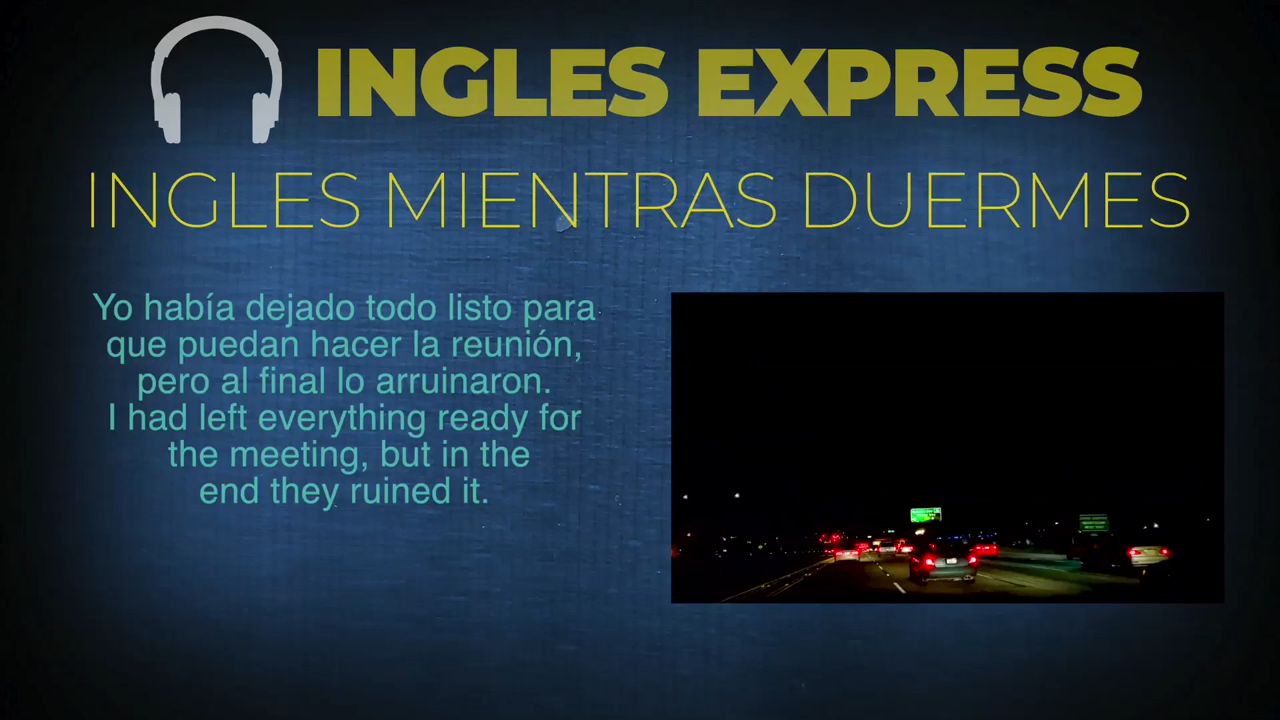 INGLES EXPRESS
INGLES MIENTRAS DUERMES
Yo había dejado todo listo para
que puedan hacer la reunión,
pero al final lo arruinaron.
I had left everything ready for
the meeting, but in the
end they ruined it.